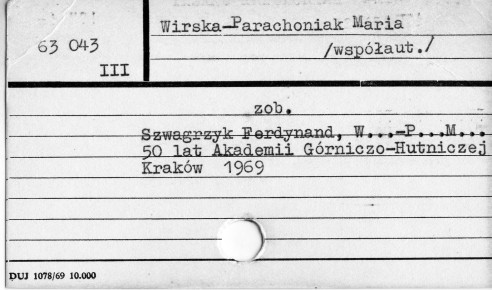 63 043
III
Wirska-Parachoniak Maria
/współaut./
zob.
Szwagrzyk Ferdynand, W...-P...M...
50 lat Akademii Górniczo-Hutniczej
Kraków 1969
DUJ 1078/69 10.000